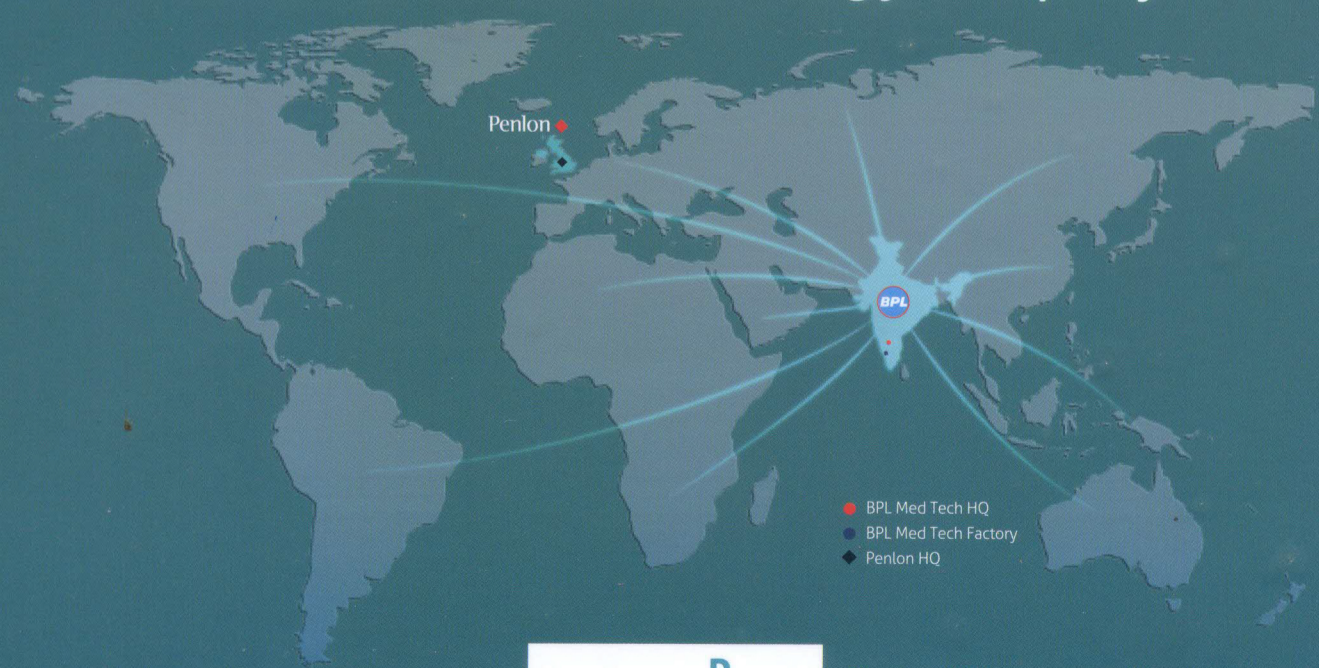 Penlon
BPL
BPL Med Tech HQ
BPL Med Tech Factory
Penlon HQ